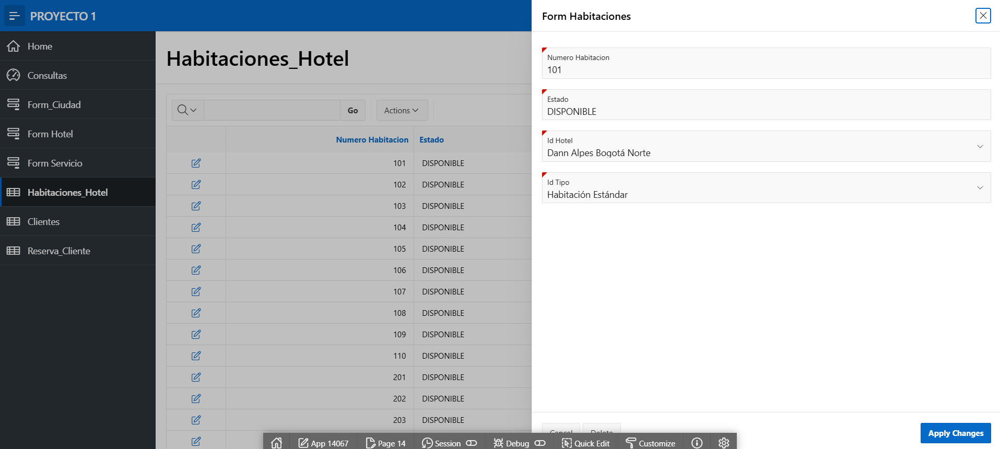 PROYECTO 1
Home
Consultas
Form_Ciudad
Form Hotel
Form Servicio
Habitaciones_Hotel
Clientes
Reserva_Cliente
Habitaciones_Hotel
Go
Actions
Numero Habitacion Estado
101 DISPONIBLE
102 DISPONIBLE
103 DISPONIBLE
104 DISPONIBLE
105 DISPONIBLE
106 DISPONIBLE
107 DISPONIBLE
108 DISPONIBLE
109 DISPONIBLE
110 DISPONIBLE
201 DISPONIBLE
202 DISPONIBLE
203 DISPONIBLE
Form Habitaciones
Numero Habitacion
101
Estado
DISPONIBLE
Id Hotel
Dann Alpes Bogotá Norte
Id Tipo
Habitación Estándar
Cancel Delete Apply Changes
App 14067 Page 14 Session Debug Quick Edit Customize